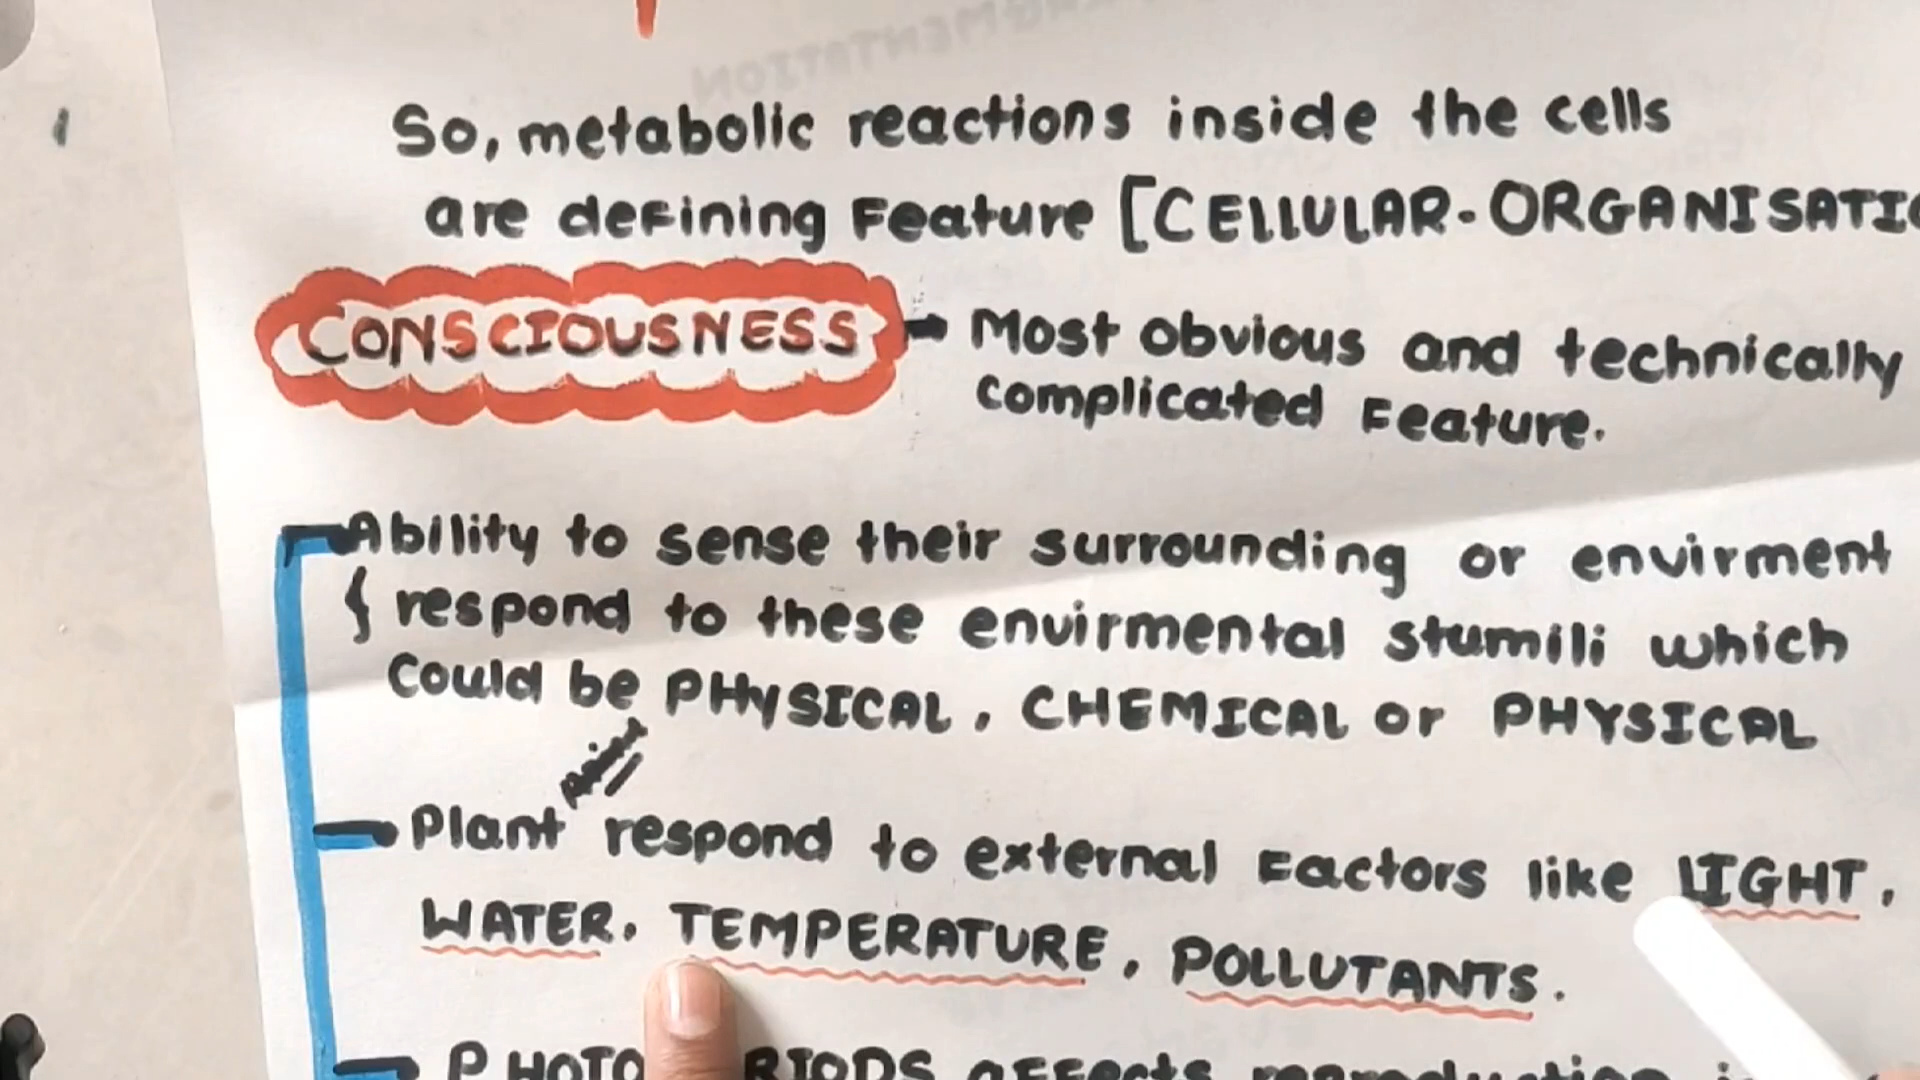 So, metabolic reactions inside the cells
are defining Feature [CELLULAR-ORGANISATIO
CONSCIOUSNESS - Most obvious and technically
complicated Feature.
Ability to sense their surrounding or envirment
{ respond to these envirmental stumili which
Could be PHYSICAL, CHEMICAL or PHYSICAL
Plant respond to external Factors like LIGHT,
WATER, TEMPERATURE, POLLUTANTS.
affects